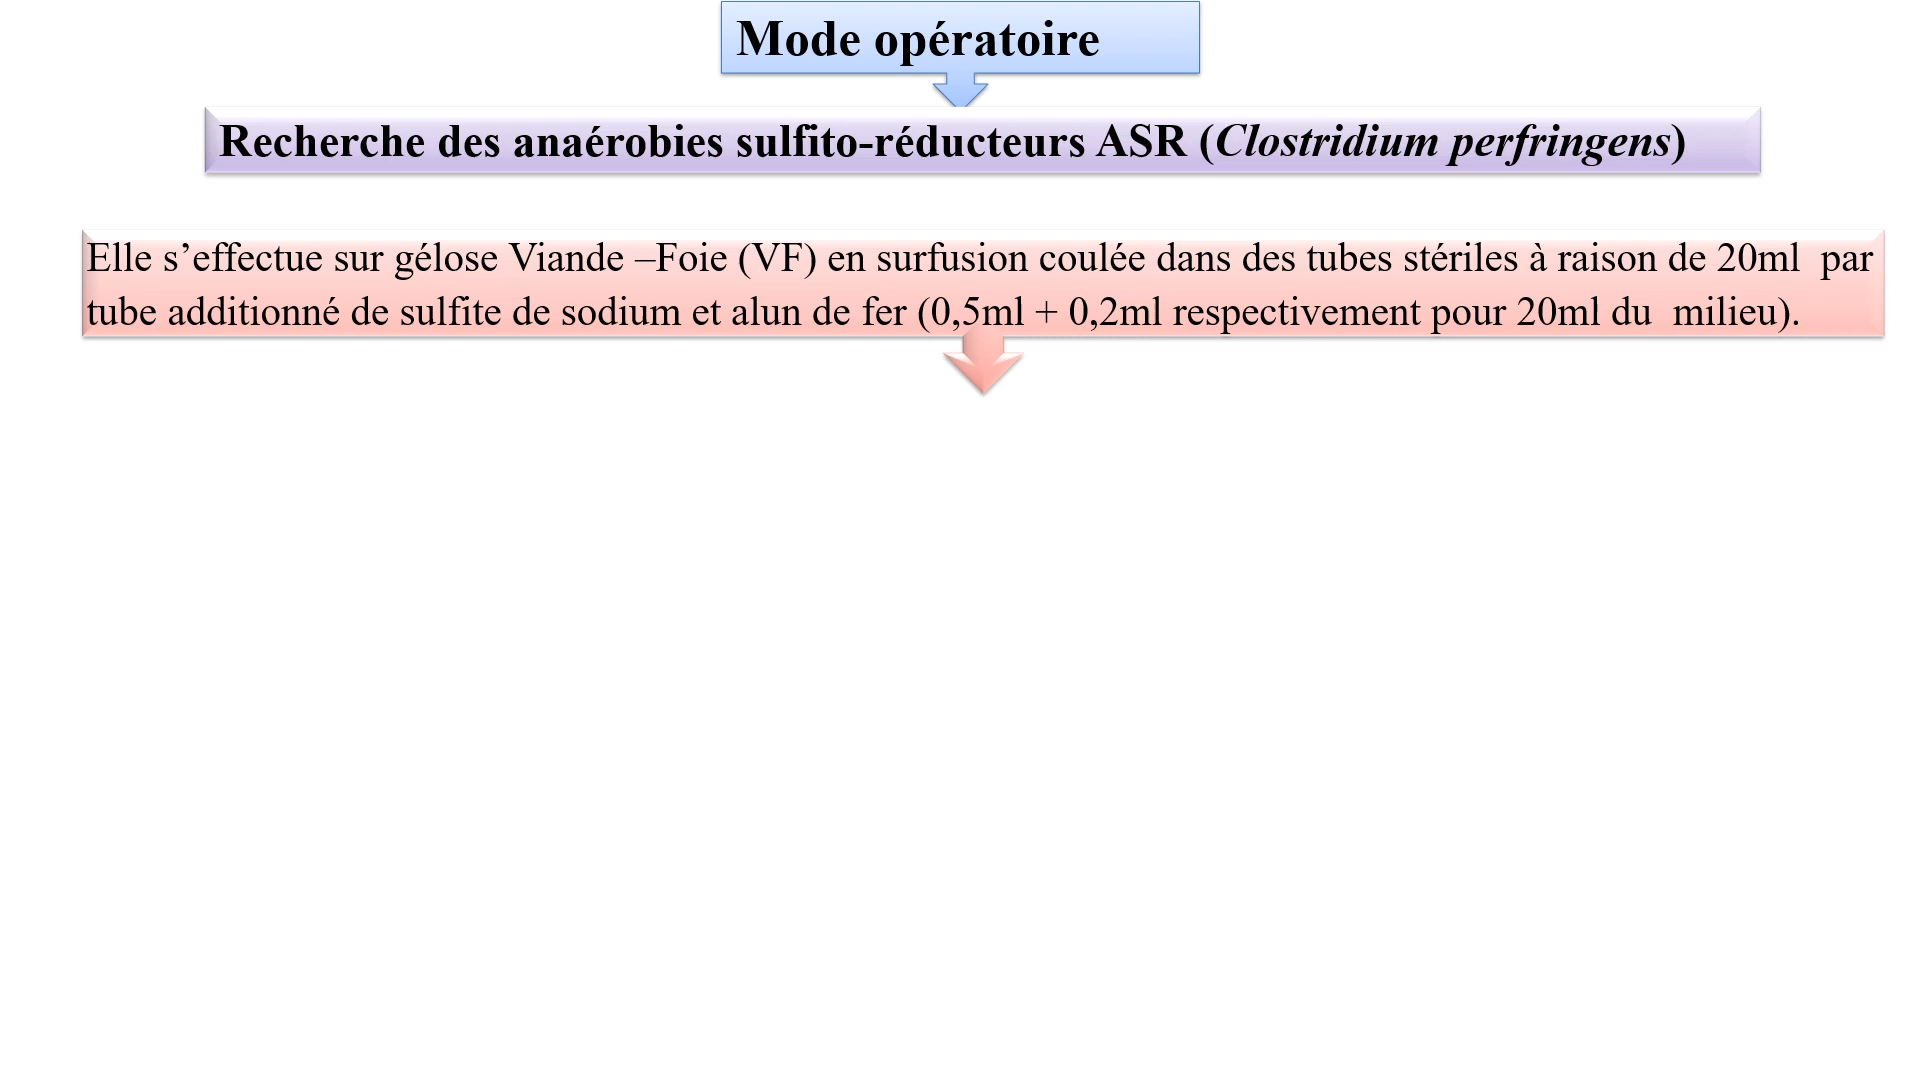 Mode opératoire
Recherche des anaérobies sulfito-réducteurs ASR (Clostridium perfringens)
Elle s’effectue sur gélose Viande –Foie (VF) en surfusion coulée dans des tubes stériles à raison de 20ml  par
tube additionné de sulfite de sodium et alun de fer (0,5ml + 0,2ml respectivement pour 20ml du  milieu).